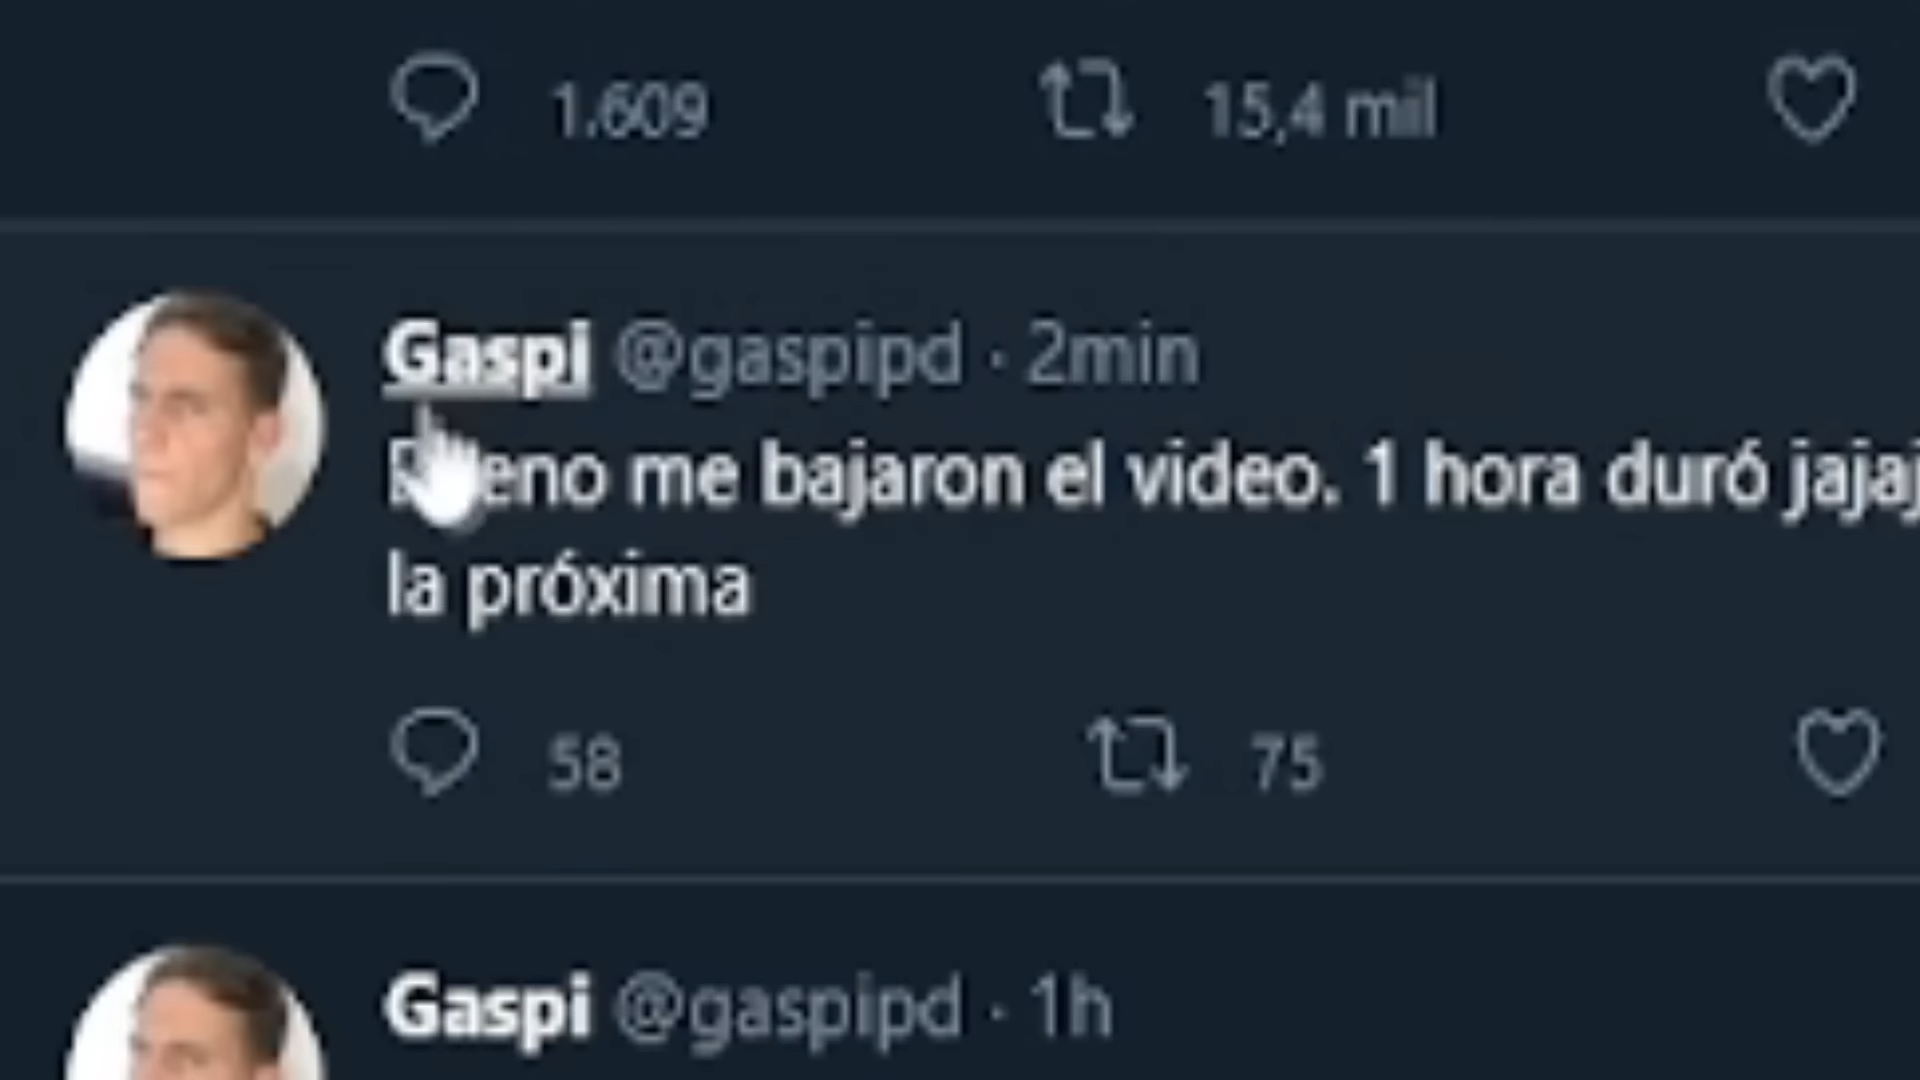 1.609 15,4 mil
Gaspi @gaspipd · 2min
me bajaron el video. 1 hora duró jajaj
la próxima
58 75
Gaspi @gaspipd · 1h